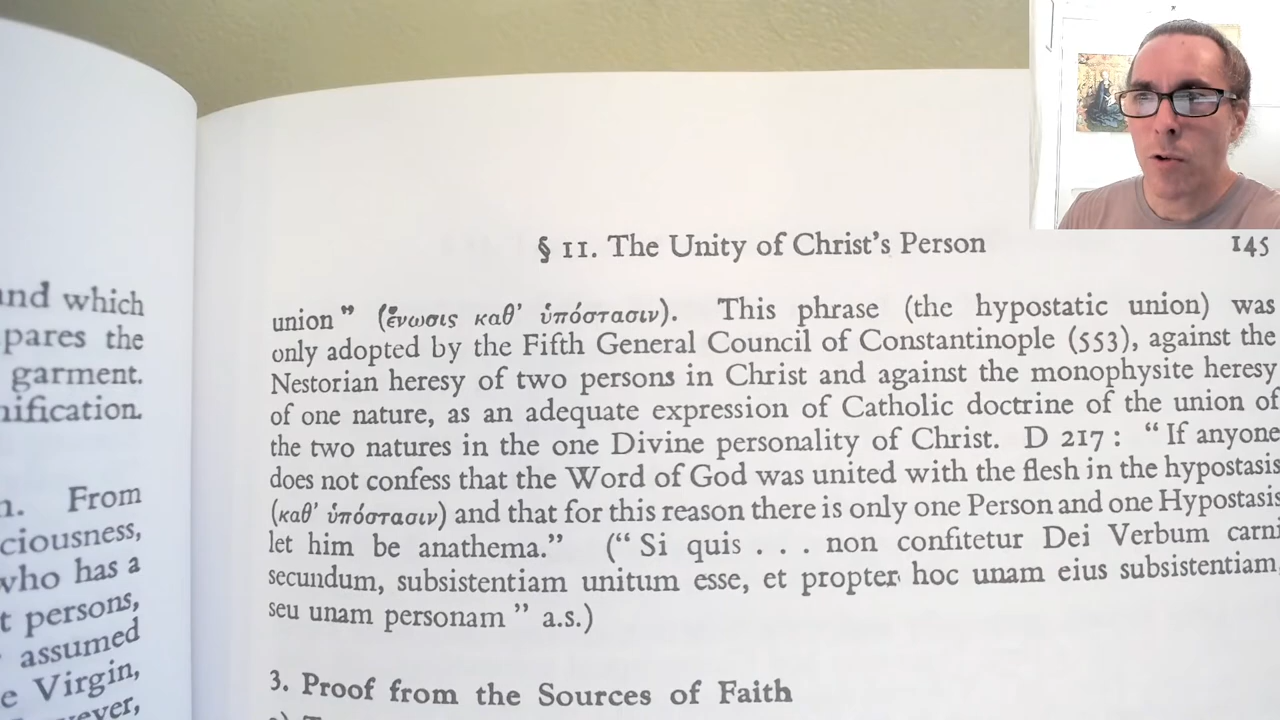 and which
pares the
garment.
nification.
n. From
ciousness,
who has a
t persons,
assumed
e Virgin,
wever,
§ 11. The Unity of Christ's Person
145
union” (ἕνωσις καθ’ ὑπόστασιν). This phrase (the hypostatic union) was
only adopted by the Fifth General Council of Constantinople (553), against the
Nestorian heresy of two persons in Christ and against the monophysite heresy
of one nature, as an adequate expression of Catholic doctrine of the union of
the two natures in the one Divine personality of Christ. D 217: “If anyone
does not confess that the Word of God was united with the flesh in the hypostasis
(καθ’ ὑπόστασιν) and that for this reason there is only one Person and one Hypostasis
let him be anathema.” (“Si quis . . . non confitetur Dei Verbum carni
secundum, subsistentiam unitum esse, et propter hoc unam eius subsistentiam,
seu unam personam” a.s.)
3. Proof from the Sources of Faith